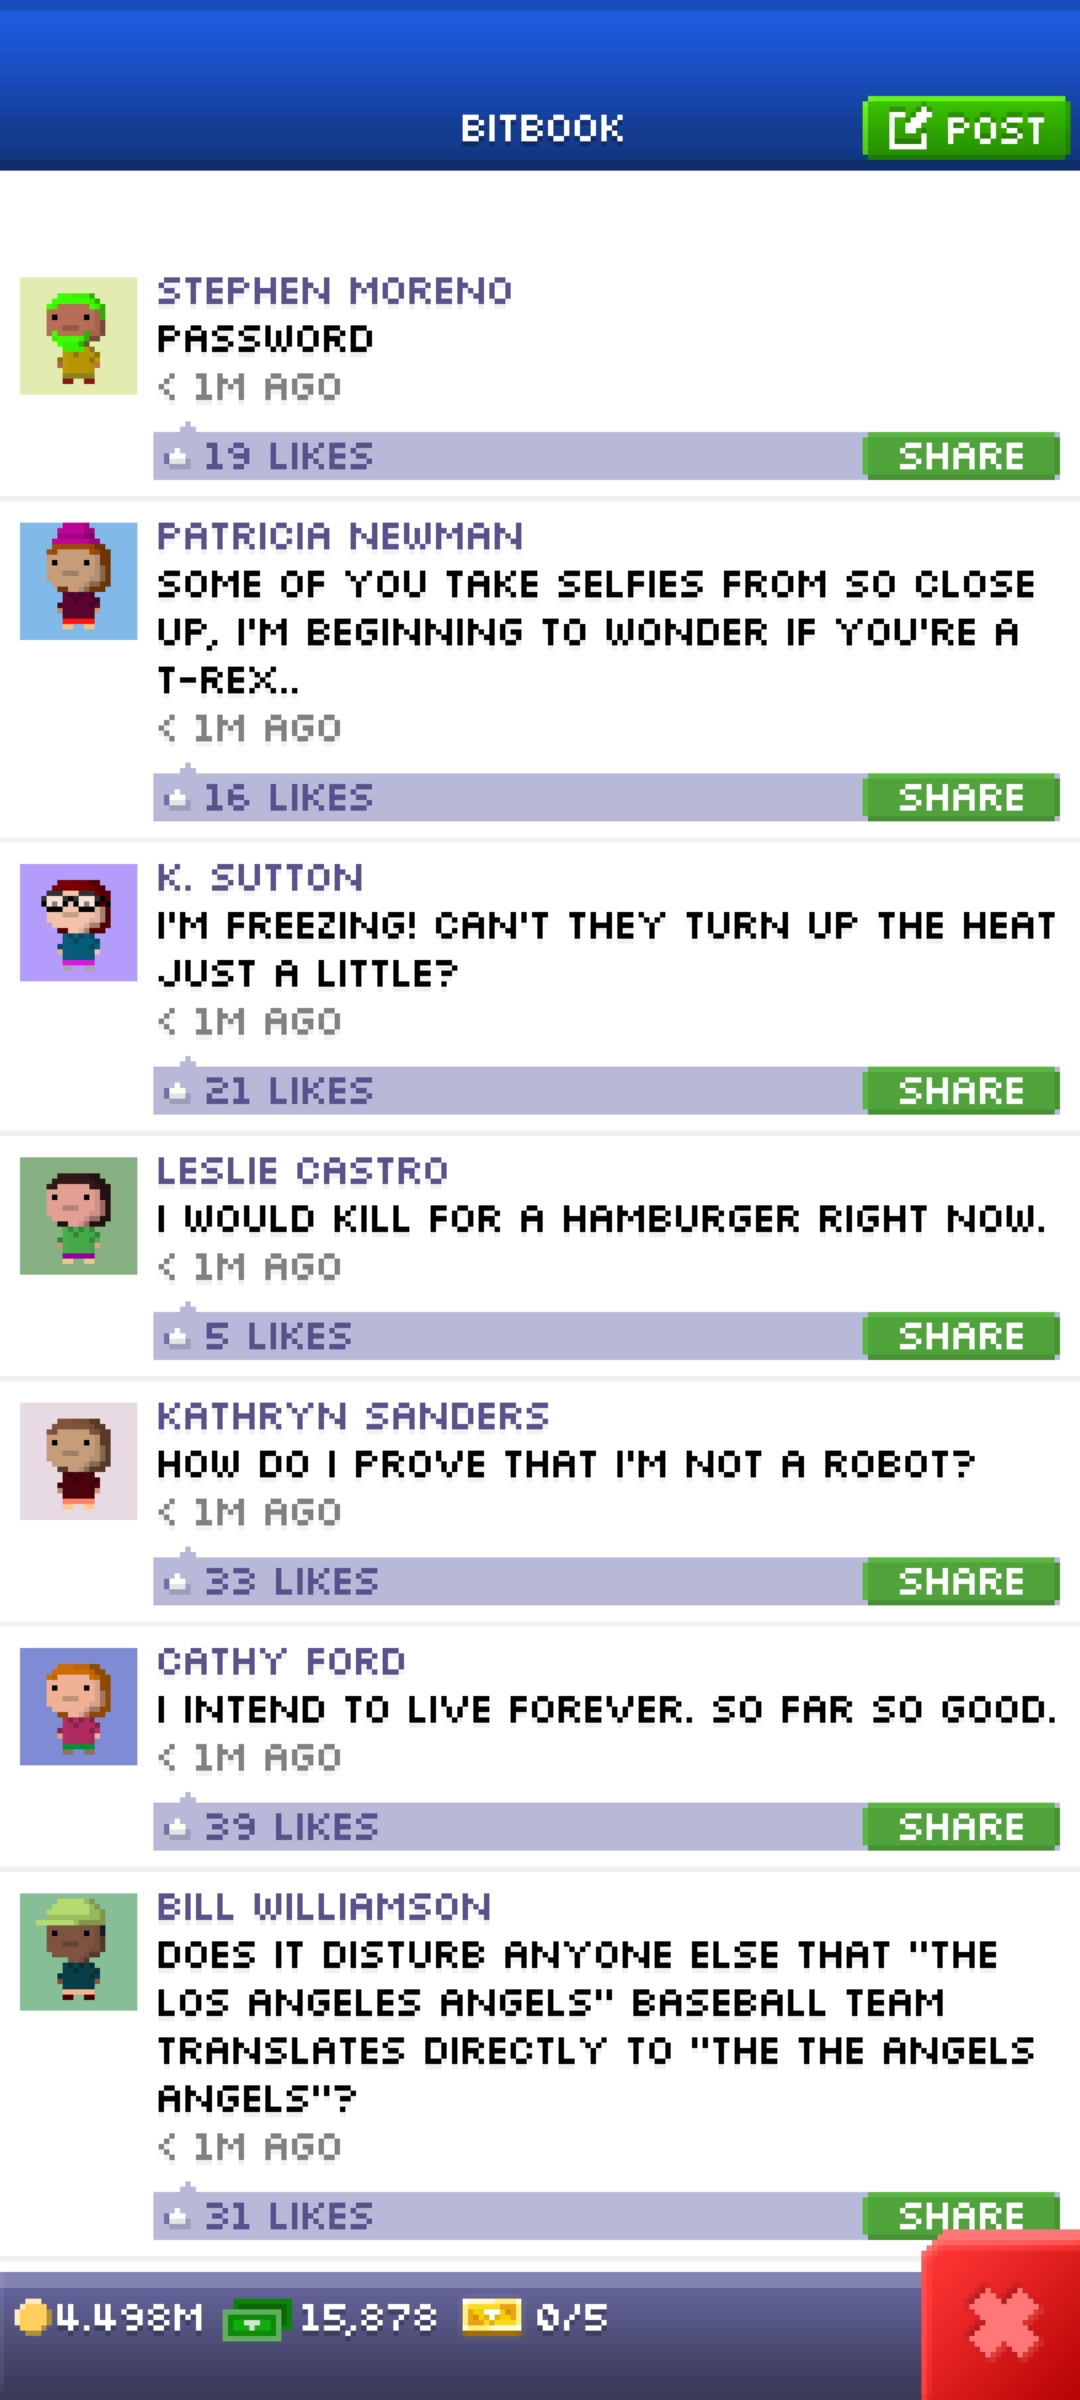 BITBOOK
POST
STEPHEN MORENO
PASSWORD
< 1M AGO
19 LIKES
SHARE
PATRICIA NEWMAN
SOME OF YOU TAKE SELFIES FROM SO CLOSE
UP, I'M BEGINNING TO WONDER IF YOU'RE A
T-REX..
< 1M AGO
16 LIKES
SHARE
K. SUTTON
I'M FREEZING! CAN'T THEY TURN UP THE HEAT
JUST A LITTLE?
< 1M AGO
21 LIKES
SHARE
LESLIE CASTRO
I WOULD KILL FOR A HAMBURGER RIGHT NOW.
< 1M AGO
5 LIKES
SHARE
KATHRYN SANDERS
HOW DO I PROVE THAT I'M NOT A ROBOT?
< 1M AGO
33 LIKES
SHARE
CATHY FORD
I INTEND TO LIVE FOREVER. SO FAR SO GOOD.
< 1M AGO
39 LIKES
SHARE
BILL WILLIAMSON
DOES IT DISTURB ANYONE ELSE THAT "THE
LOS ANGELES ANGELS" BASEBALL TEAM
TRANSLATES DIRECTLY TO "THE THE ANGELS
ANGELS"?
< 1M AGO
31 LIKES
SHARE
4.498M 15,878 0/5